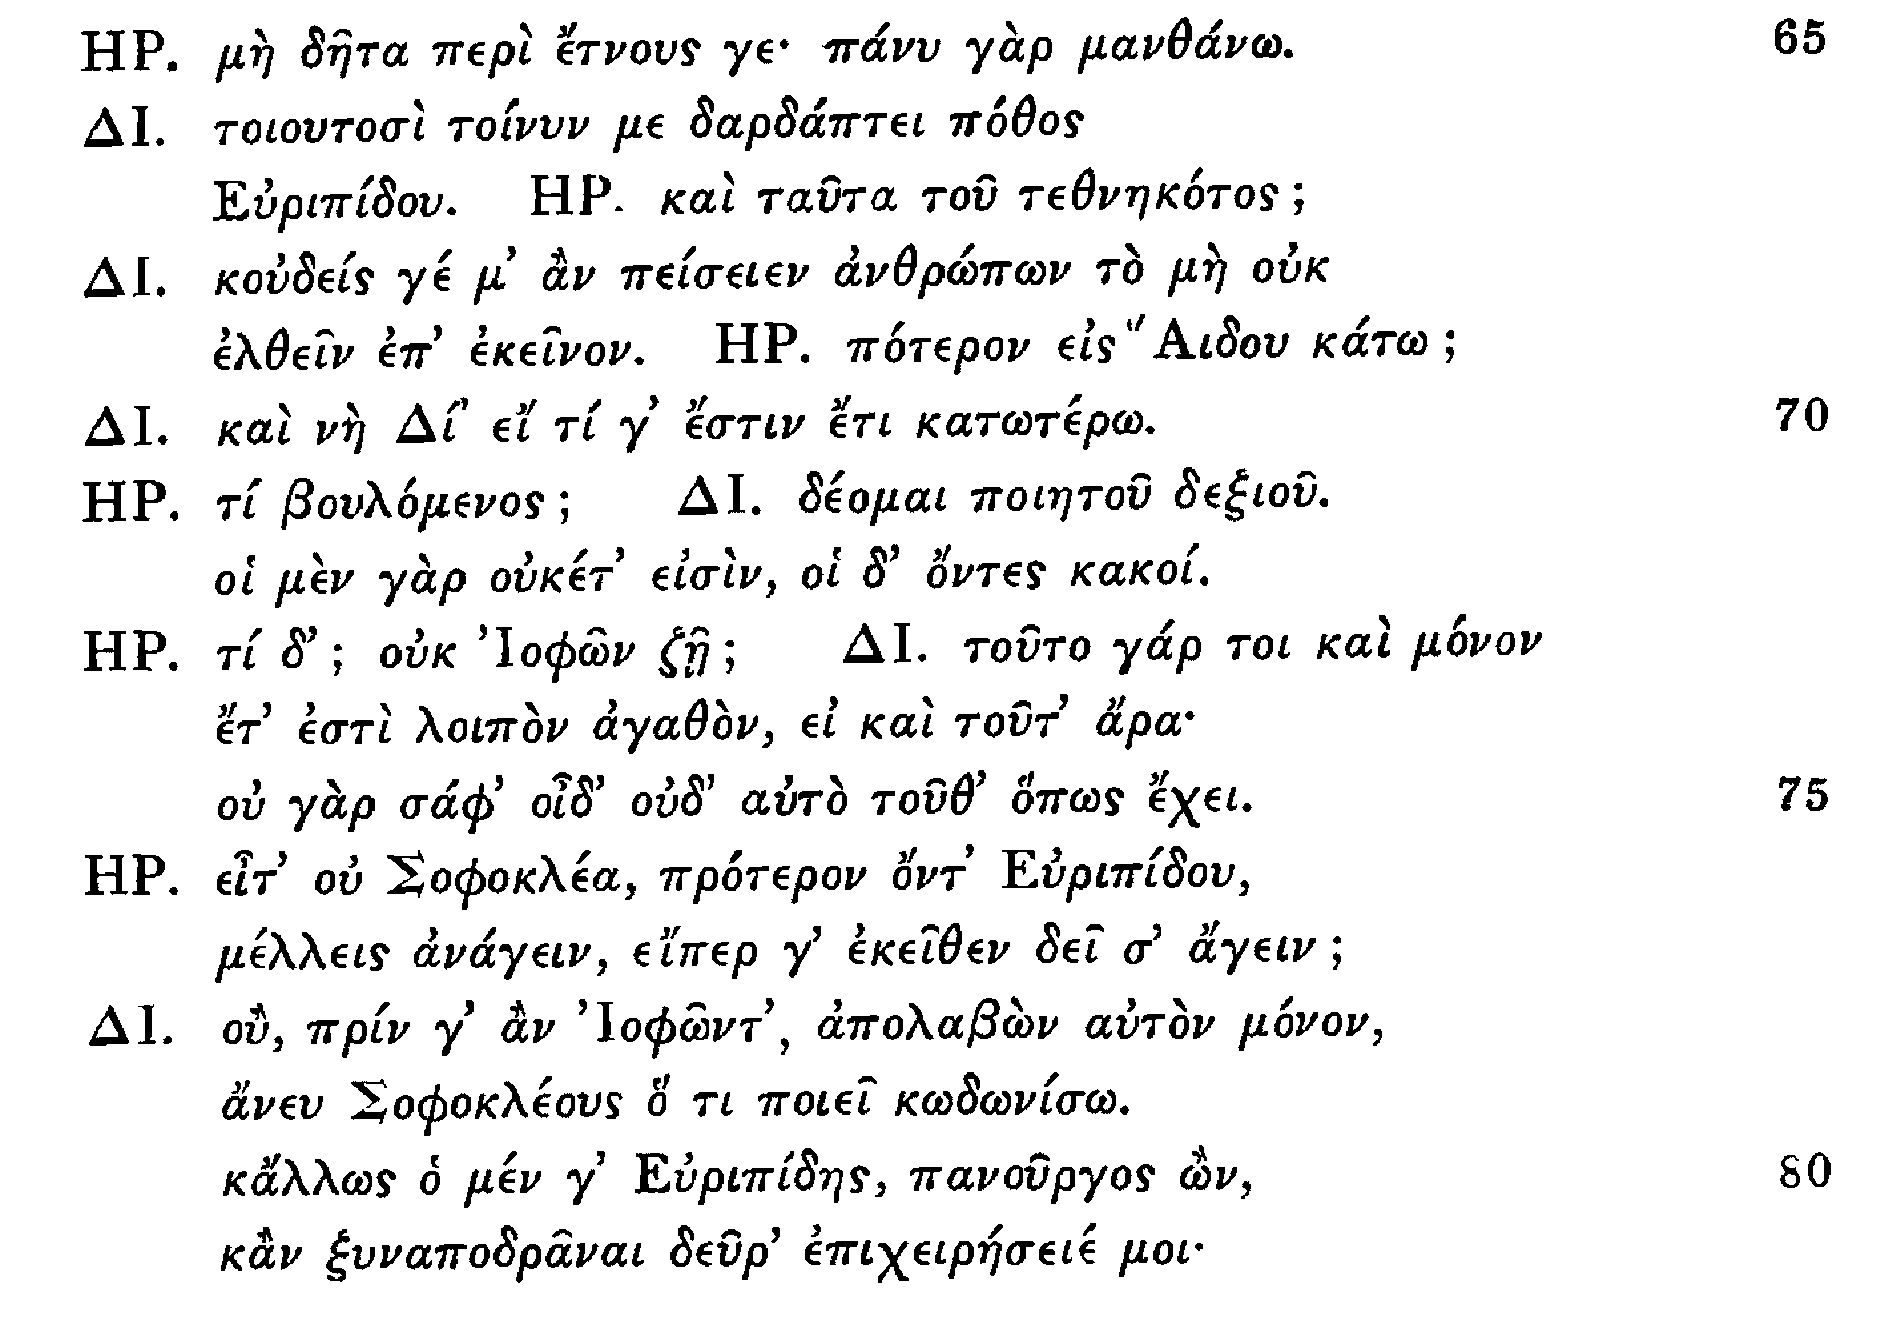 ΗΡ. μὴ δῆτα περὶ ἔτνους γε· πάνυ γὰρ μανθάνω. 65
ΔΙ. τοιουτοσὶ τοίνυν με δαρδάπτει πόθος
Εὐριπίδου. ΗΡ. καὶ ταῦτα τοῦ τεθνηκότος;
ΔΙ. κοὐδείς γέ μ’ ἂν πείσειεν ἀνθρώπων τὸ μὴ οὐκ
ἐλθεῖν ἐπ’ ἐκεῖνον. ΗΡ. πότερον εἰς Ἅιδου κάτω;
ΔΙ. καὶ νὴ Δί’ εἴ τί γ’ ἔστιν ἔτι κατωτέρω. 70
ΗΡ. τί βουλόμενος; ΔΙ. δέομαι ποιητοῦ δεξιοῦ.
οἱ μὲν γὰρ οὐκέτ’ εἰσὶν, οἱ δ’ ὄντες κακοί.
ΗΡ. τί δ’; οὐκ Ἰοφῶν ζῇ; ΔΙ. τοῦτο γάρ τοι καὶ μόνον
ἔτ’ ἐστὶ λοιπὸν ἀγαθὸν, εἰ καὶ τοῦτ’ ἄρα·
οὐ γὰρ σάφ’ οἶδ’ οὐδ’ αὐτὸ τοῦθ’ ὅπως ἔχει. 75
ΗΡ. εἶτ’ οὐ Σοφοκλέα, πρότερον ὄντ’ Εὐριπίδου,
μέλλεις ἀνάγειν, εἴπερ γ’ ἐκεῖθεν δεῖ σ’ ἄγειν;
ΔΙ. οὒ, πρίν γ’ ἂν Ἰοφῶντ’, ἀπολαβὼν αὐτὸν μόνον,
ἄνευ Σοφοκλέους ὅ τι ποιεῖ κωδωνίσω.
κἄλλως ὁ μέν γ’ Εὐριπίδης, πανοῦργος ὢν, 80
κἂν ξυναποδρᾶναι δεῦρ’ ἐπιχειρήσειέ μοι·